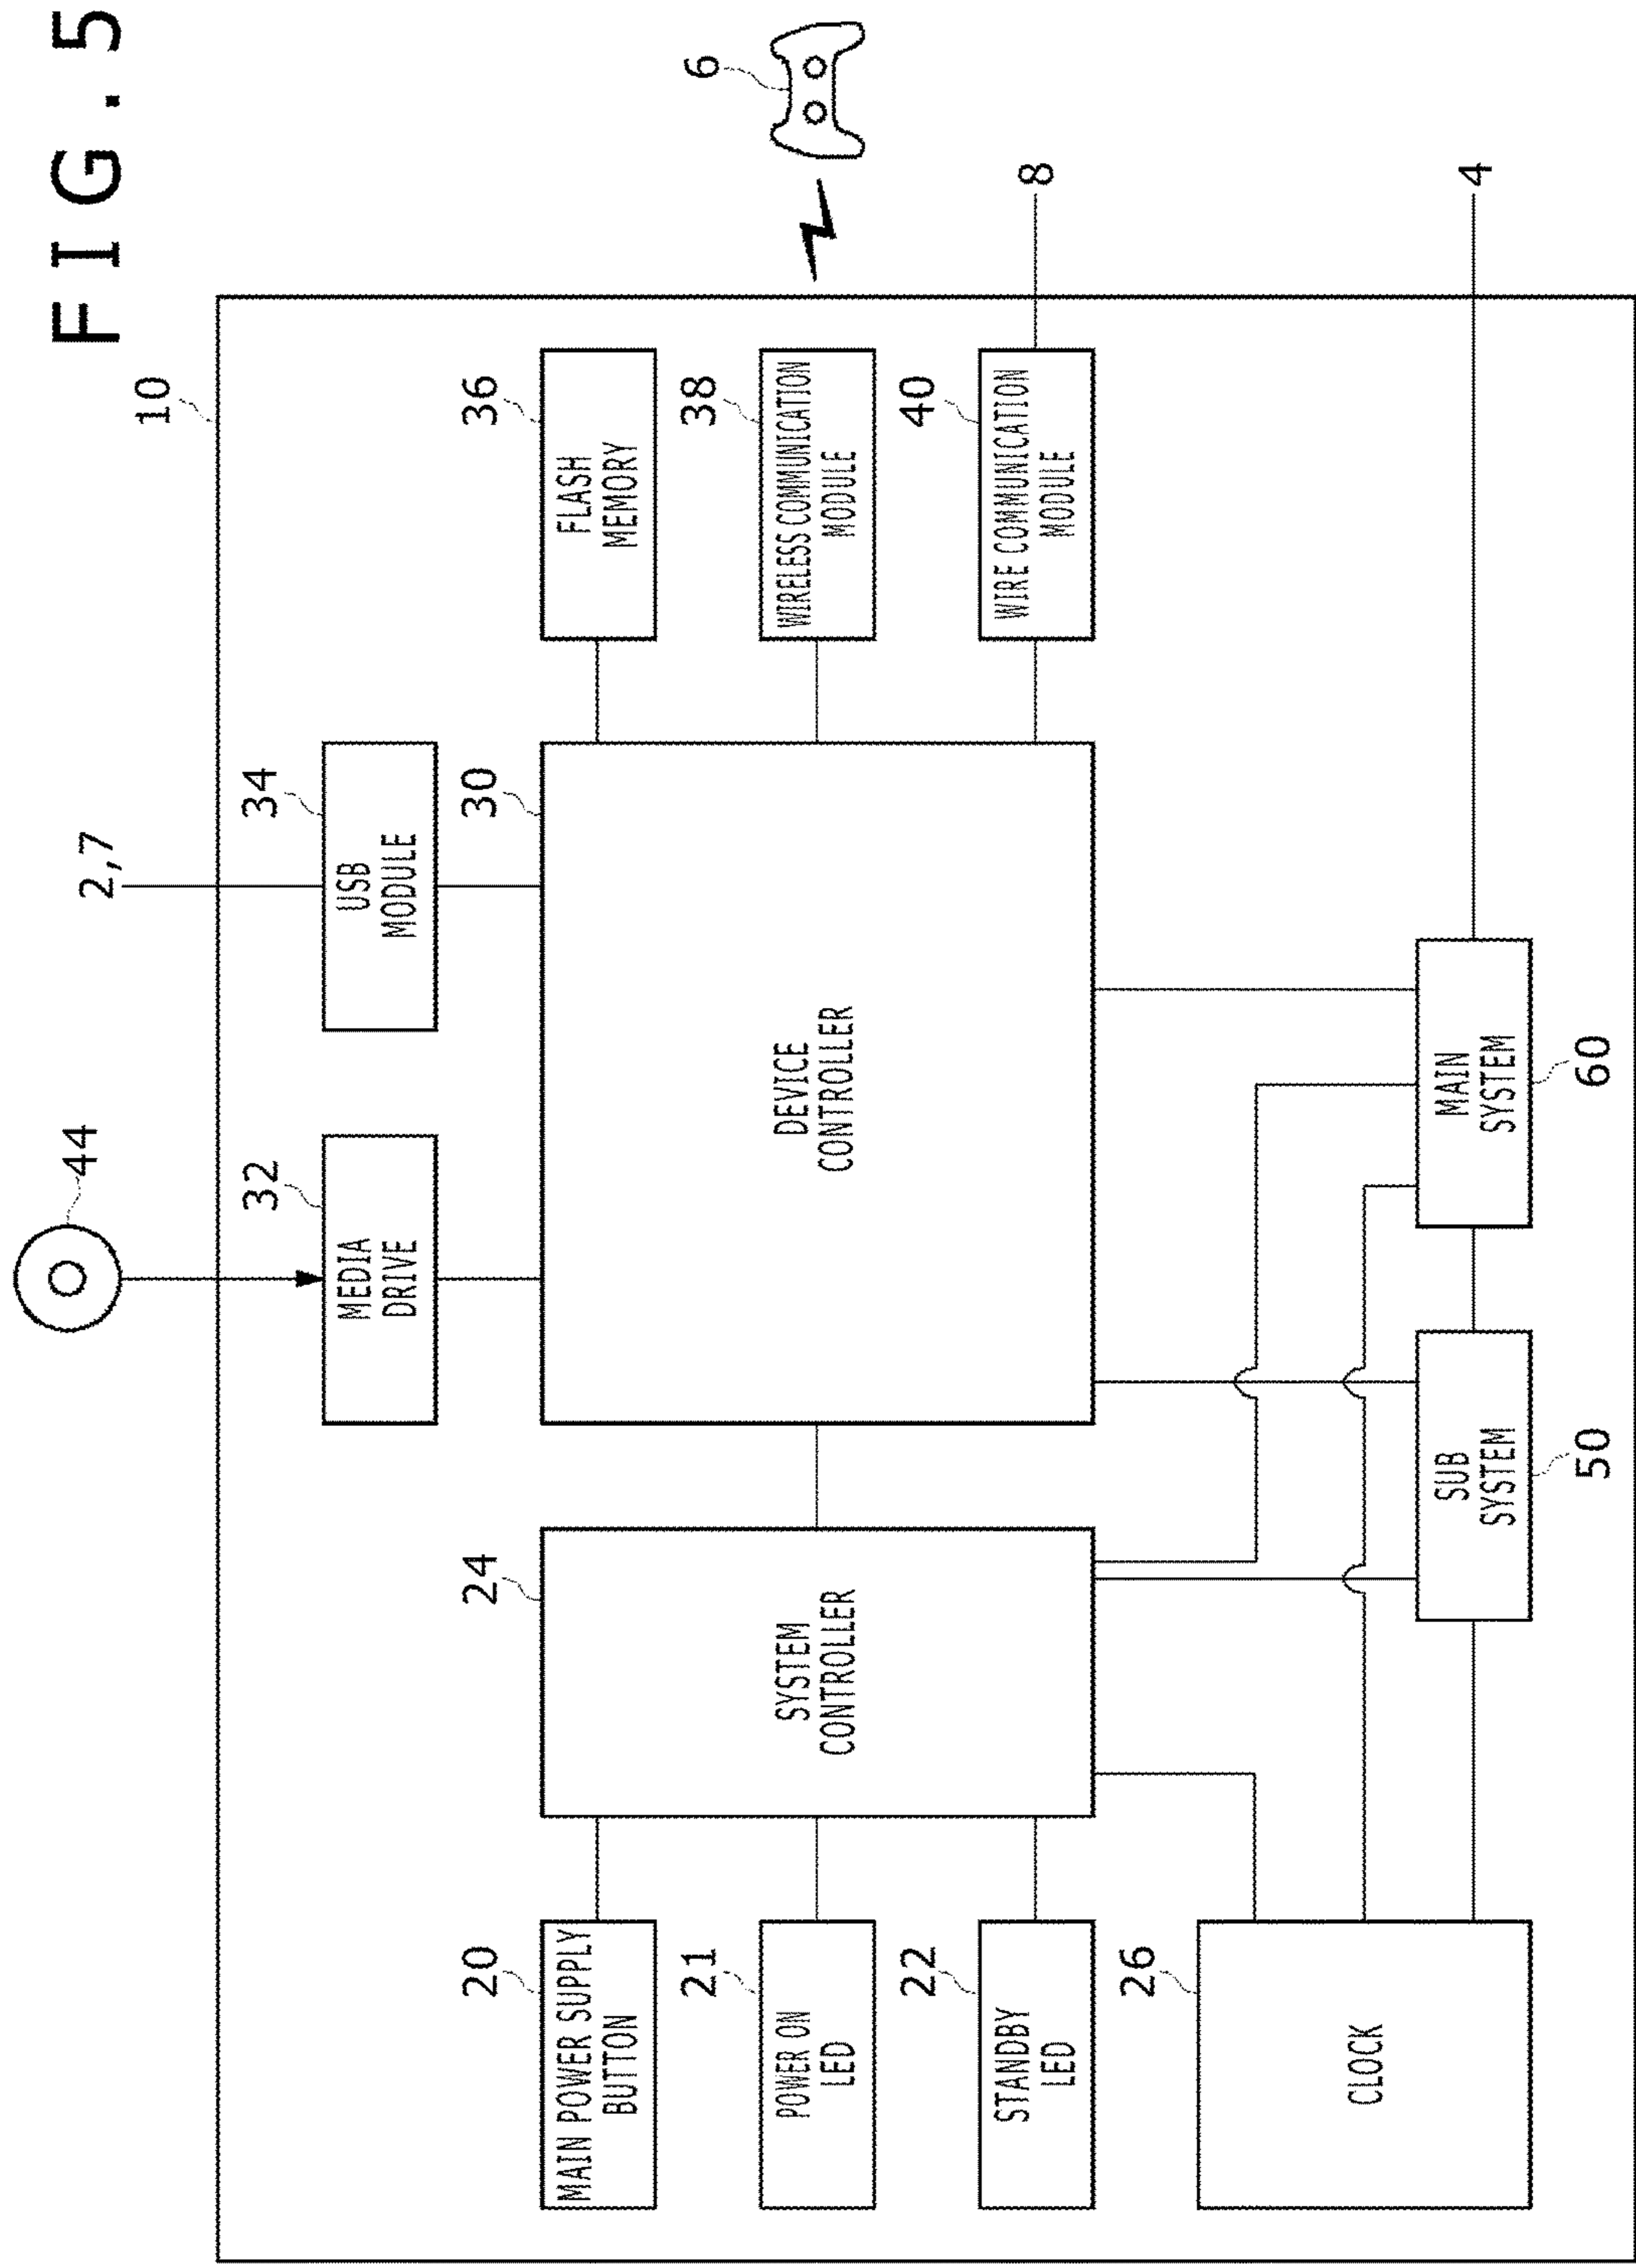 FIG. 5
10
44
2,7
32
MEDIA
DRIVE
34
USB
MODULE
20
MAIN POWER SUPPLY
BUTTON
24
SYSTEM
CONTROLLER
30
DEVICE
CONTROLLER
36
FLASH
MEMORY
21
POWER ON
LED
38
WIRELESS COMMUNICATION
MODULE
6
22
STANDBY
LED
40
WIRE COMMUNICATION
MODULE
8
26
CLOCK
SUB
SYSTEM
50
MAIN
SYSTEM
60
4